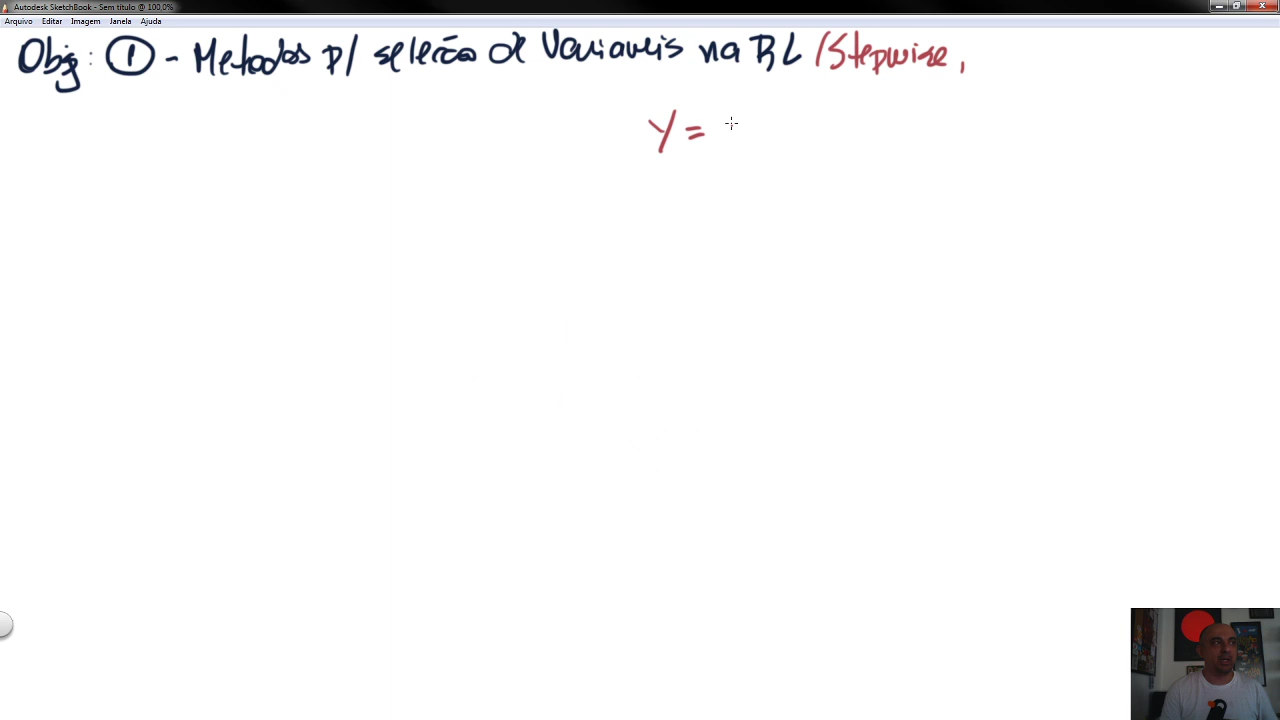 Autodesk SketchBook - Sem título @ 100,0%
Arquivo Editar Imagem Janela Ajuda
Obj: ① - Metodos p/ seleção de Variaveis na RL /Stepwise,
Y =